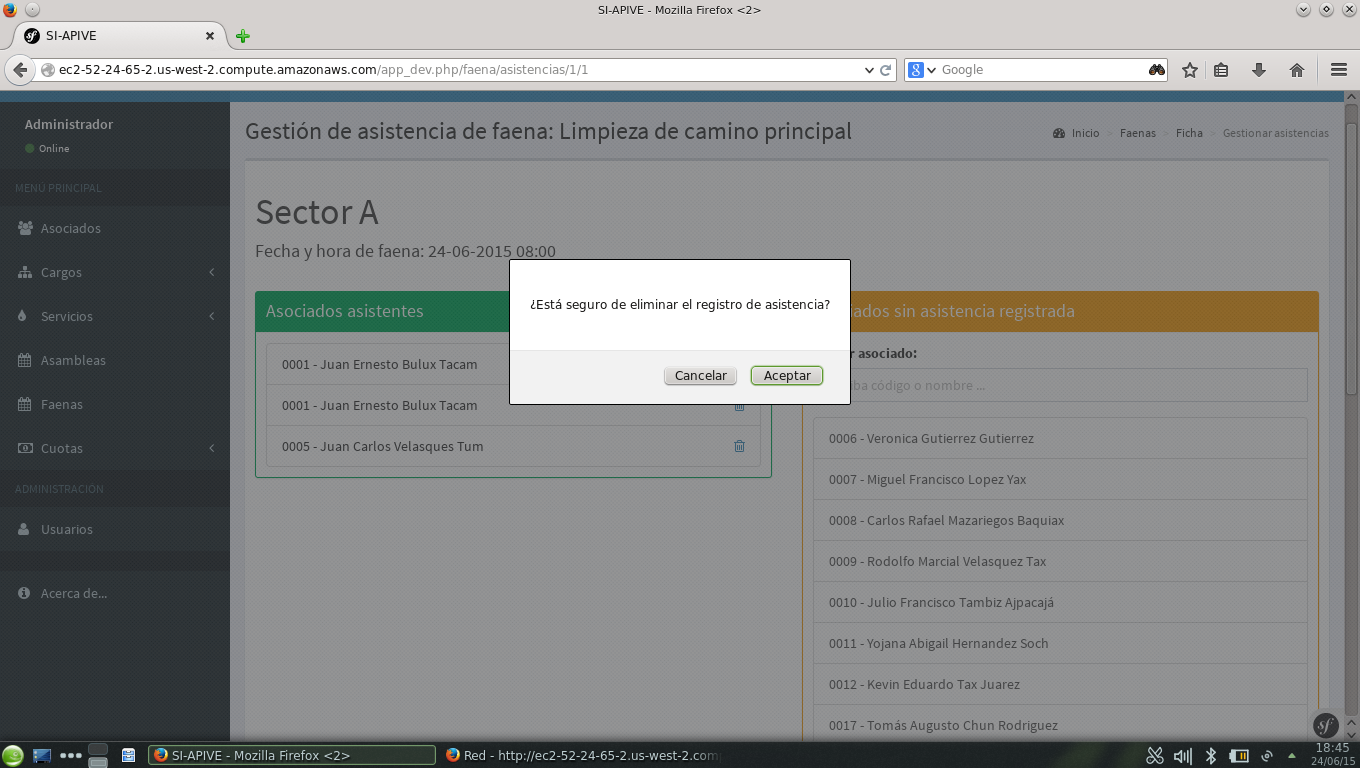 SI-APIVE - Mozilla Firefox <2>
SI-APIVE
ec2-52-24-65-2.us-west-2.compute.amazonaws.com/app_dev.php/faena/asistencias/1/1
Google
Administrador
Online
MENÚ PRINCIPAL
Asociados
Cargos
Servicios
Asambleas
Faenas
Cuotas
ADMINISTRACIÓN
Usuarios
Acerca de...
Gestión de asistencia de faena: Limpieza de camino principal
Inicio > Faenas > Ficha > Gestionar asistencias
Sector A
Fecha y hora de faena: 24-06-2015 08:00
¿Está seguro de eliminar el registro de asistencia?
Cancelar
Aceptar
Asociados asistentes
0001 - Juan Ernesto Bulux Tacam
0001 - Juan Ernesto Bulux Tacam
0005 - Juan Carlos Velasques Tum
sin asistencia registrada
asociado:
código o nombre ...
0006 - Veronica Gutierrez Gutierrez
0007 - Miguel Francisco Lopez Yax
0008 - Carlos Rafael Mazariegos Baquiax
0009 - Rodolfo Marcial Velasquez Tax
0010 - Julio Francisco Tambiz Ajpacajá
0011 - Yojana Abigail Hernandez Soch
0012 - Kevin Eduardo Tax Juarez
0017 - Tomás Augusto Chun Rodriguez
SI-APIVE - Mozilla Firefox <2>
Red - http://ec2-52-24-65-2.us-west-2.com
18:45
24/06/15